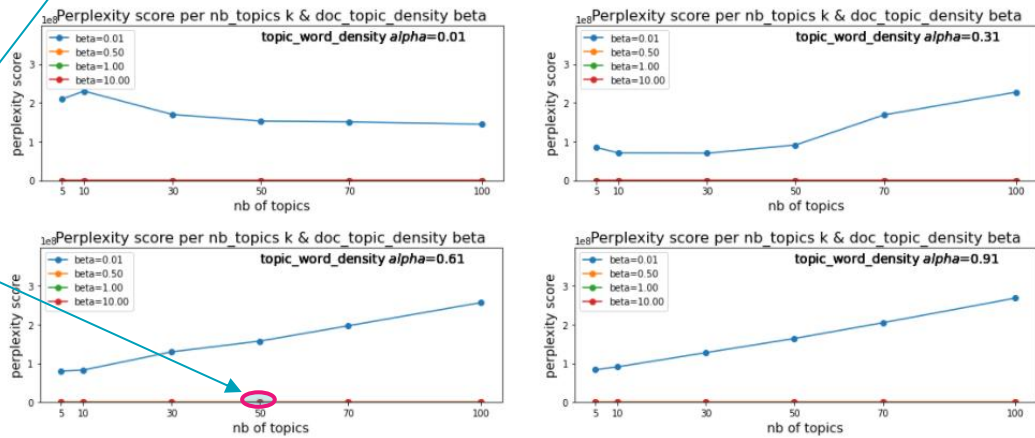 1e8 Perplexity score per nb_topics k & doc_topic_density beta
topic_word_density alpha=0.01
beta=0.01
beta=0.50
beta=1.00
beta=10.00
perplexity score
3
2
1
0
5 10 30 50 70 100
nb of topics
1e8 Perplexity score per nb_topics k & doc_topic_density beta
topic_word_density alpha=0.31
beta=0.01
beta=0.50
beta=1.00
beta=10.00
perplexity score
3
2
1
0
5 10 30 50 70 100
nb of topics
1e8 Perplexity score per nb_topics k & doc_topic_density beta
topic_word_density alpha=0.61
beta=0.01
beta=0.50
beta=1.00
beta=10.00
perplexity score
3
2
1
0
5 10 30 50 70 100
nb of topics
1e8 Perplexity score per nb_topics k & doc_topic_density beta
topic_word_density alpha=0.91
beta=0.01
beta=0.50
beta=1.00
beta=10.00
perplexity score
3
2
1
0
5 10 30 50 70 100
nb of topics